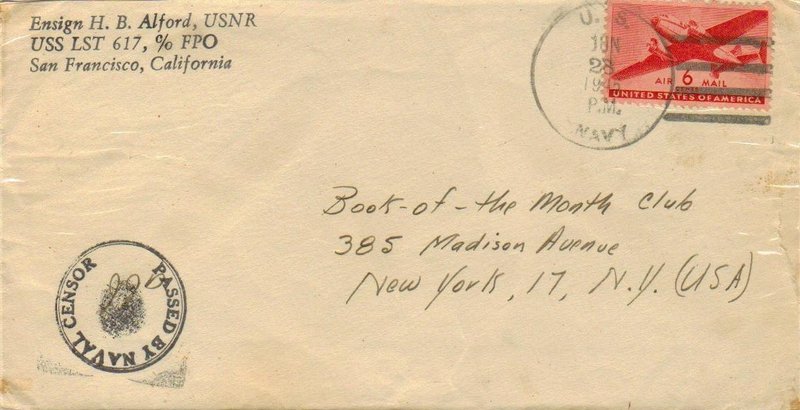 Ensign H. B. Alford, USNR
USS LST 617, % FPO
San Francisco, California
U.S.
28
P.M.
NAVY
AIR 6 MAIL
UNITED STATES OF AMERICA
Book-of-the Month Club
385 Madison Avenue
New York, 17, N.Y. (USA)
PASSED BY NAVAL CENSOR